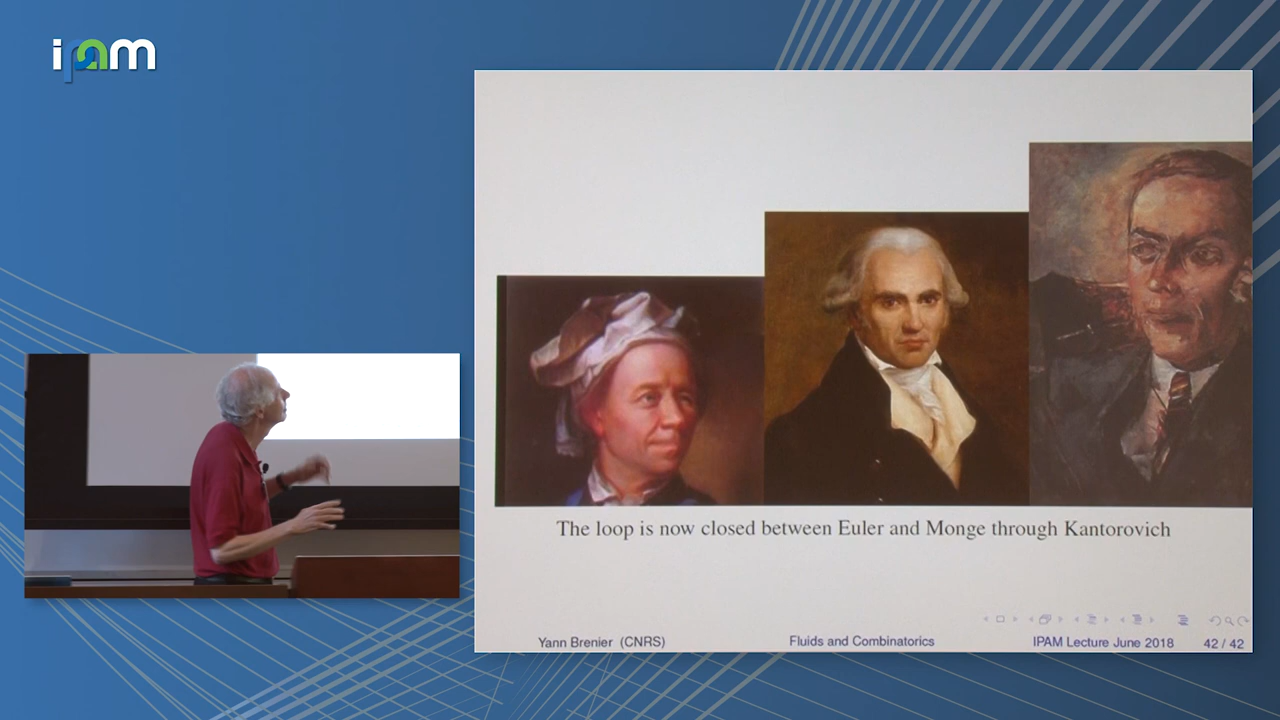 ipam
The loop is now closed between Euler and Monge through Kantorovich
Yann Brenier (CNRS) Fluids and Combinatorics IPAM Lecture June 2018 42 / 42